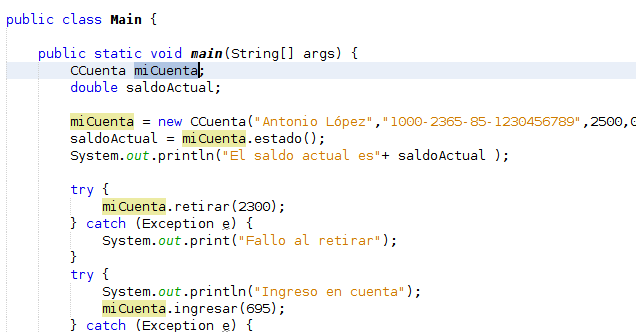 public class Main {
public static void main(String[] args) {
CCuenta miCuenta;
double saldoActual;
miCuenta = new CCuenta("Antonio López","1000-2365-85-1230456789",2500,0
saldoActual = miCuenta.estado();
System.out.println("El saldo actual es"+ saldoActual );
try {
miCuenta.retirar(2300);
} catch (Exception e) {
System.out.print("Fallo al retirar");
}
try {
System.out.println("Ingreso en cuenta");
miCuenta.ingresar(695);
} catch (Exception e) {